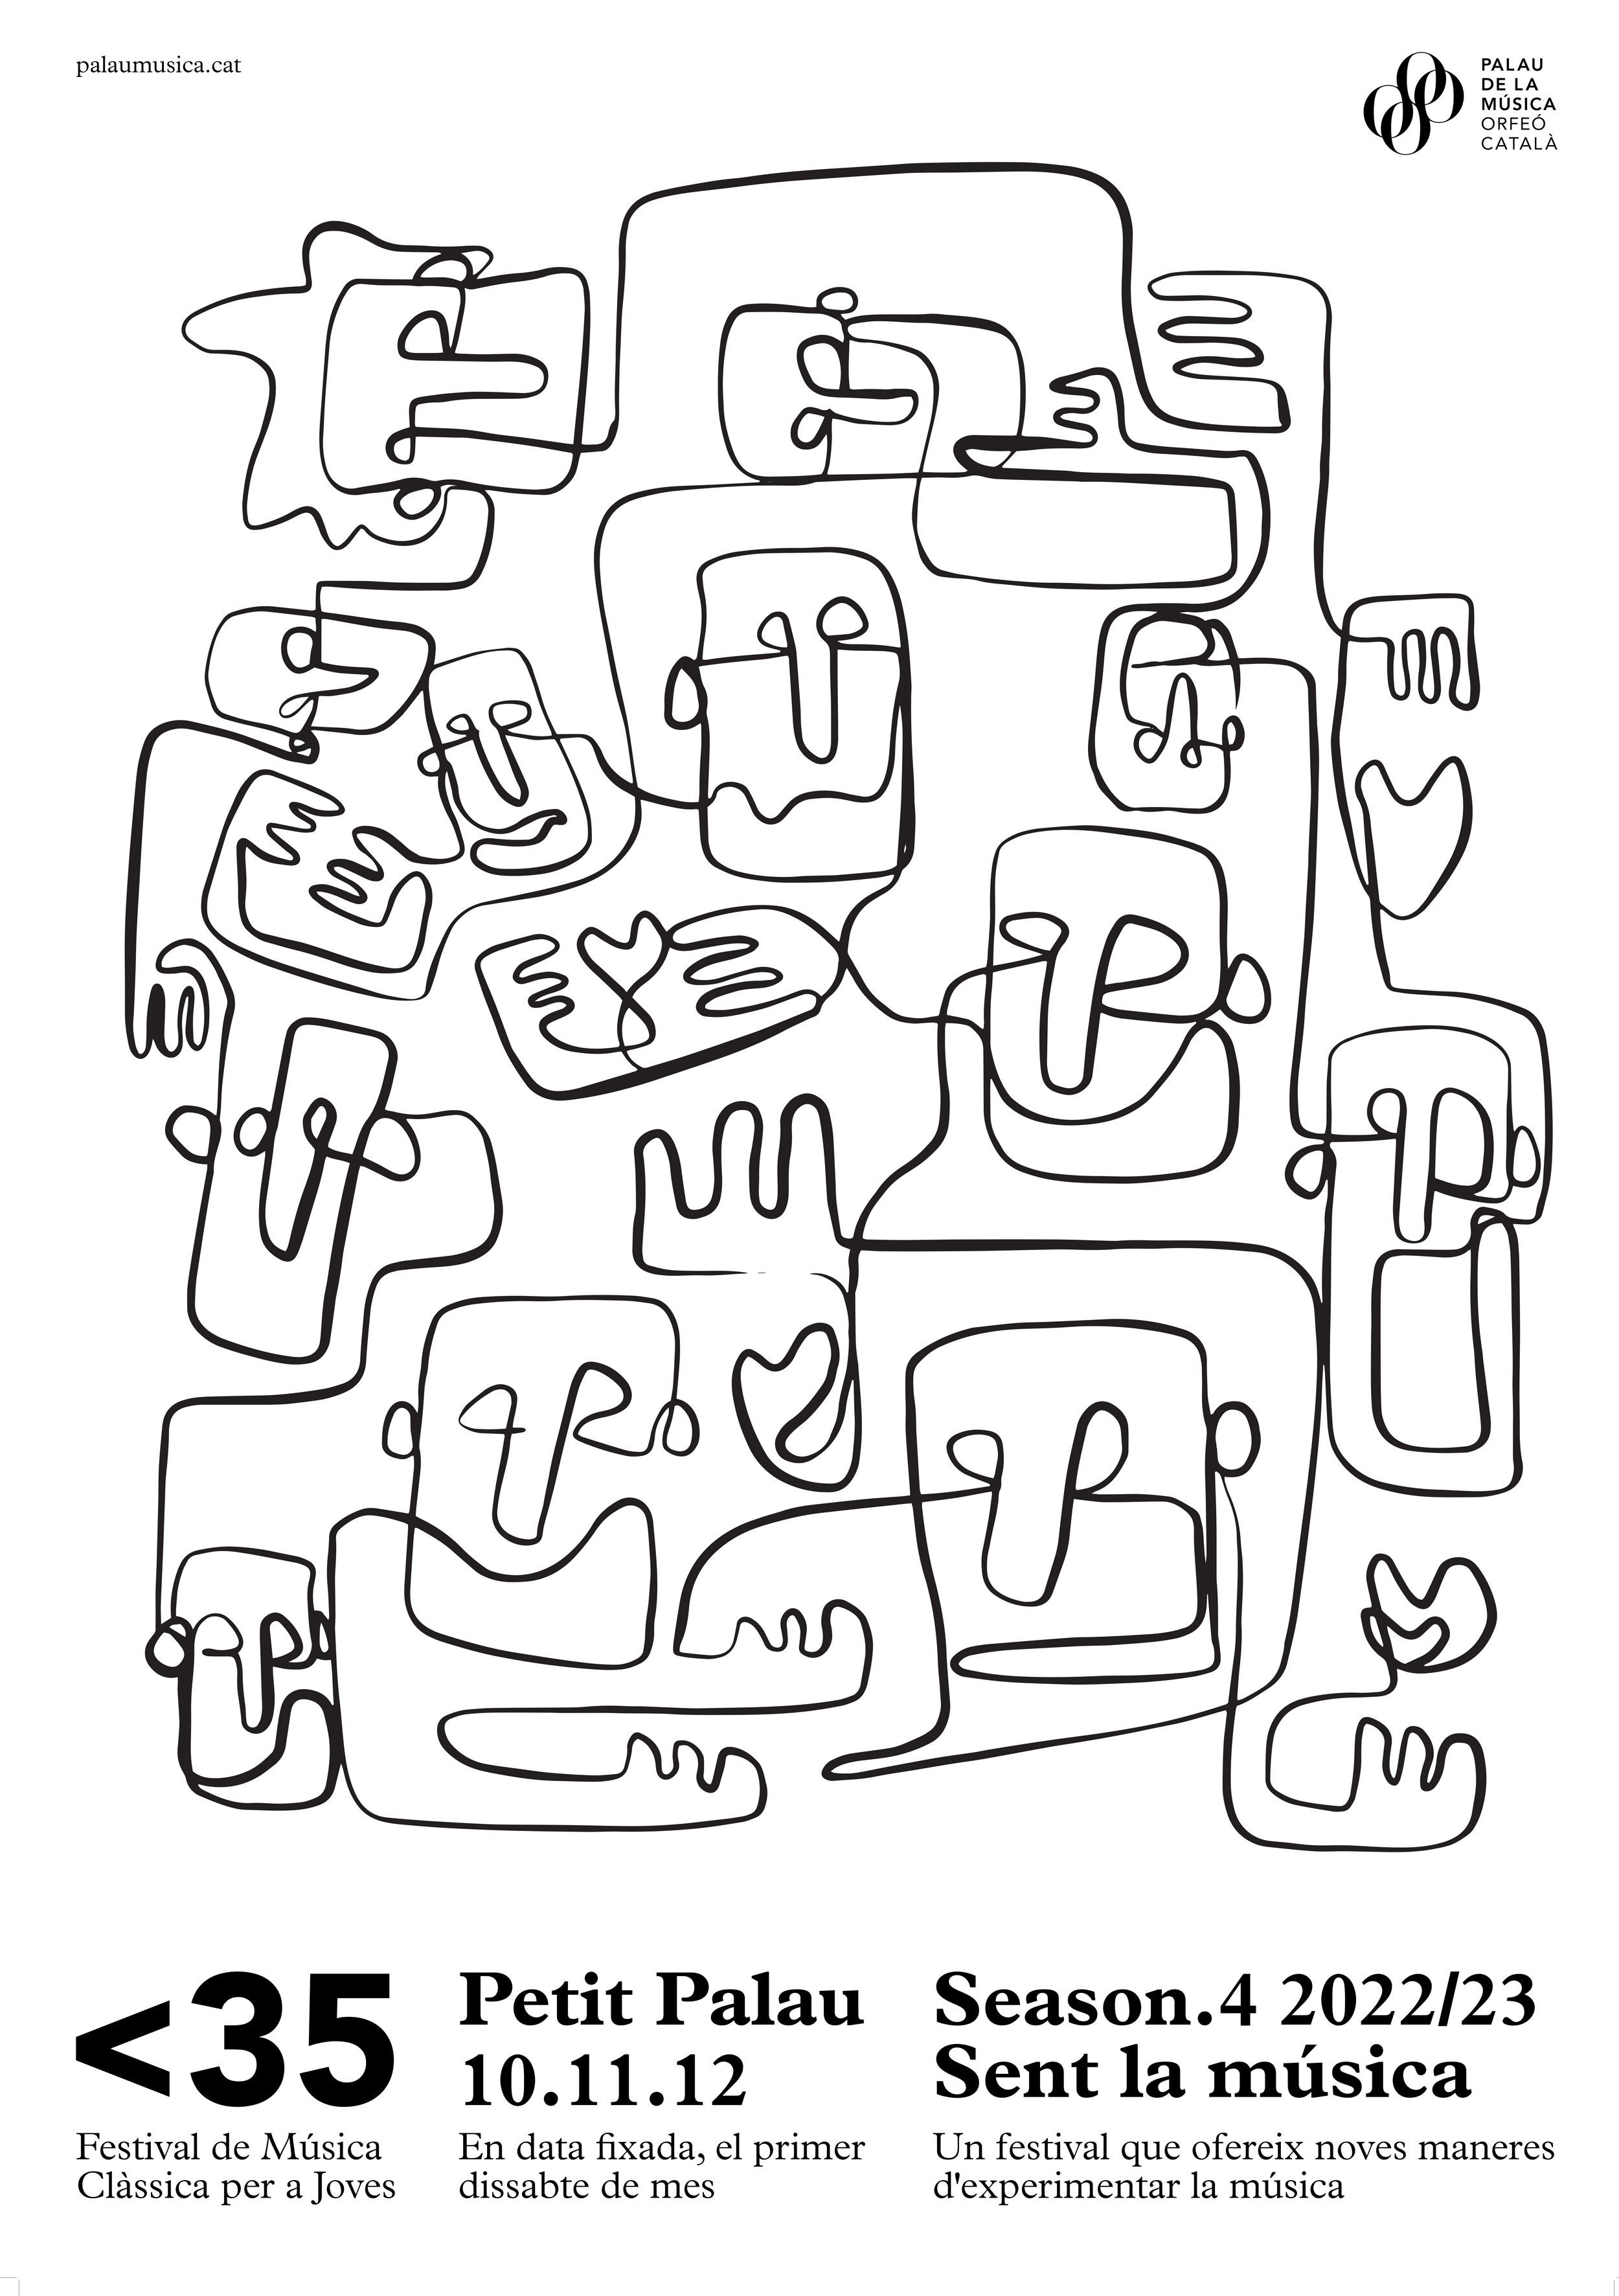 palaumusica.cat
PALAU
DE LA
MÚSICA
ORFEÓ
CATALÀ
<35
Festival de Música
Clàssica per a Joves
Petit Palau
10.11.12
En data fixada, el primer
dissabte de mes
Season.4 2022/23
Sent la música
Un festival que ofereix noves maneres
d'experimentar la música